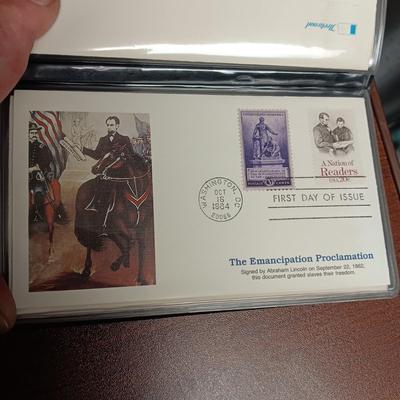 A Nation of
Readers
USA 20c
WASHINGTON, DC
OCT
16
1984
20066
FIRST DAY OF ISSUE
The Emancipation Proclamation
Signed by Abraham Lincoln on September 22, 1862,
this document granted slaves their freedom.